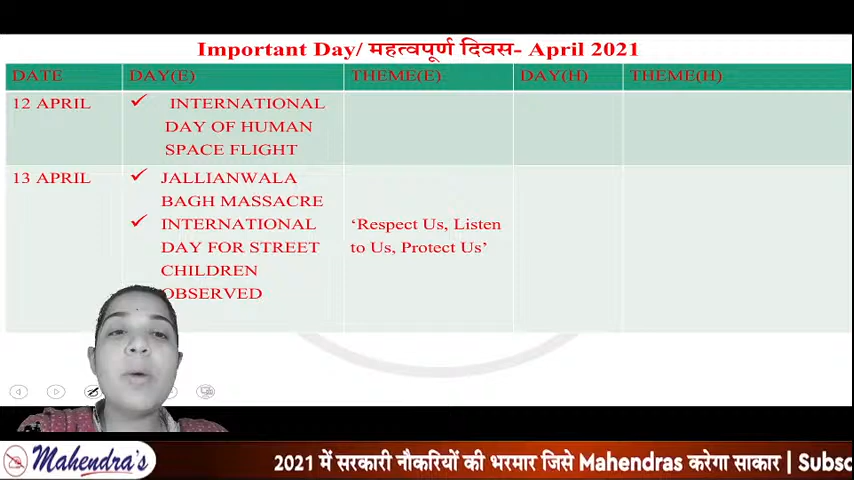 Important Day/ महत्वपूर्ण दिवस- April 2021
DATE DAY(E) THEME(E) DAY(H) THEME(H)
12 APRIL ✓ INTERNATIONAL
DAY OF HUMAN
SPACE FLIGHT
13 APRIL ✓ JALLIANWALA
BAGH MASSACRE
✓ INTERNATIONAL ‘Respect Us, Listen
DAY FOR STREET to Us, Protect Us’
CHILDREN
OBSERVED
Mahendra's
2021 में सरकारी नौकरियों की भरमार जिसे Mahendras करेगा साकार | Subsc